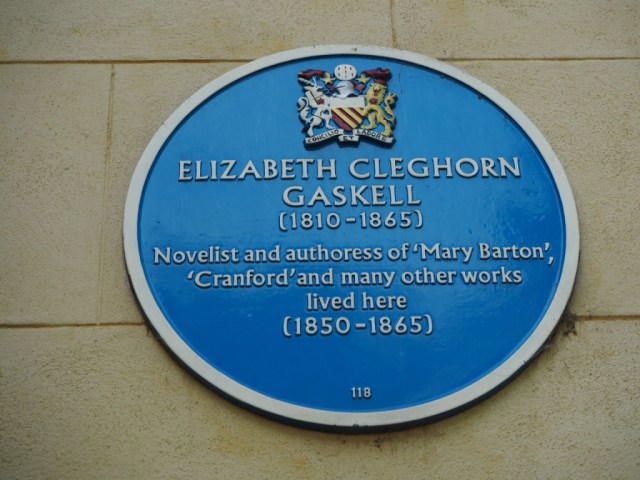 CONCILIO ET LABORE
ELIZABETH CLEGHORN
GASKELL
(1810-1865)
Novelist and authoress of 'Mary Barton',
'Cranford' and many other works
lived here
(1850-1865)
118